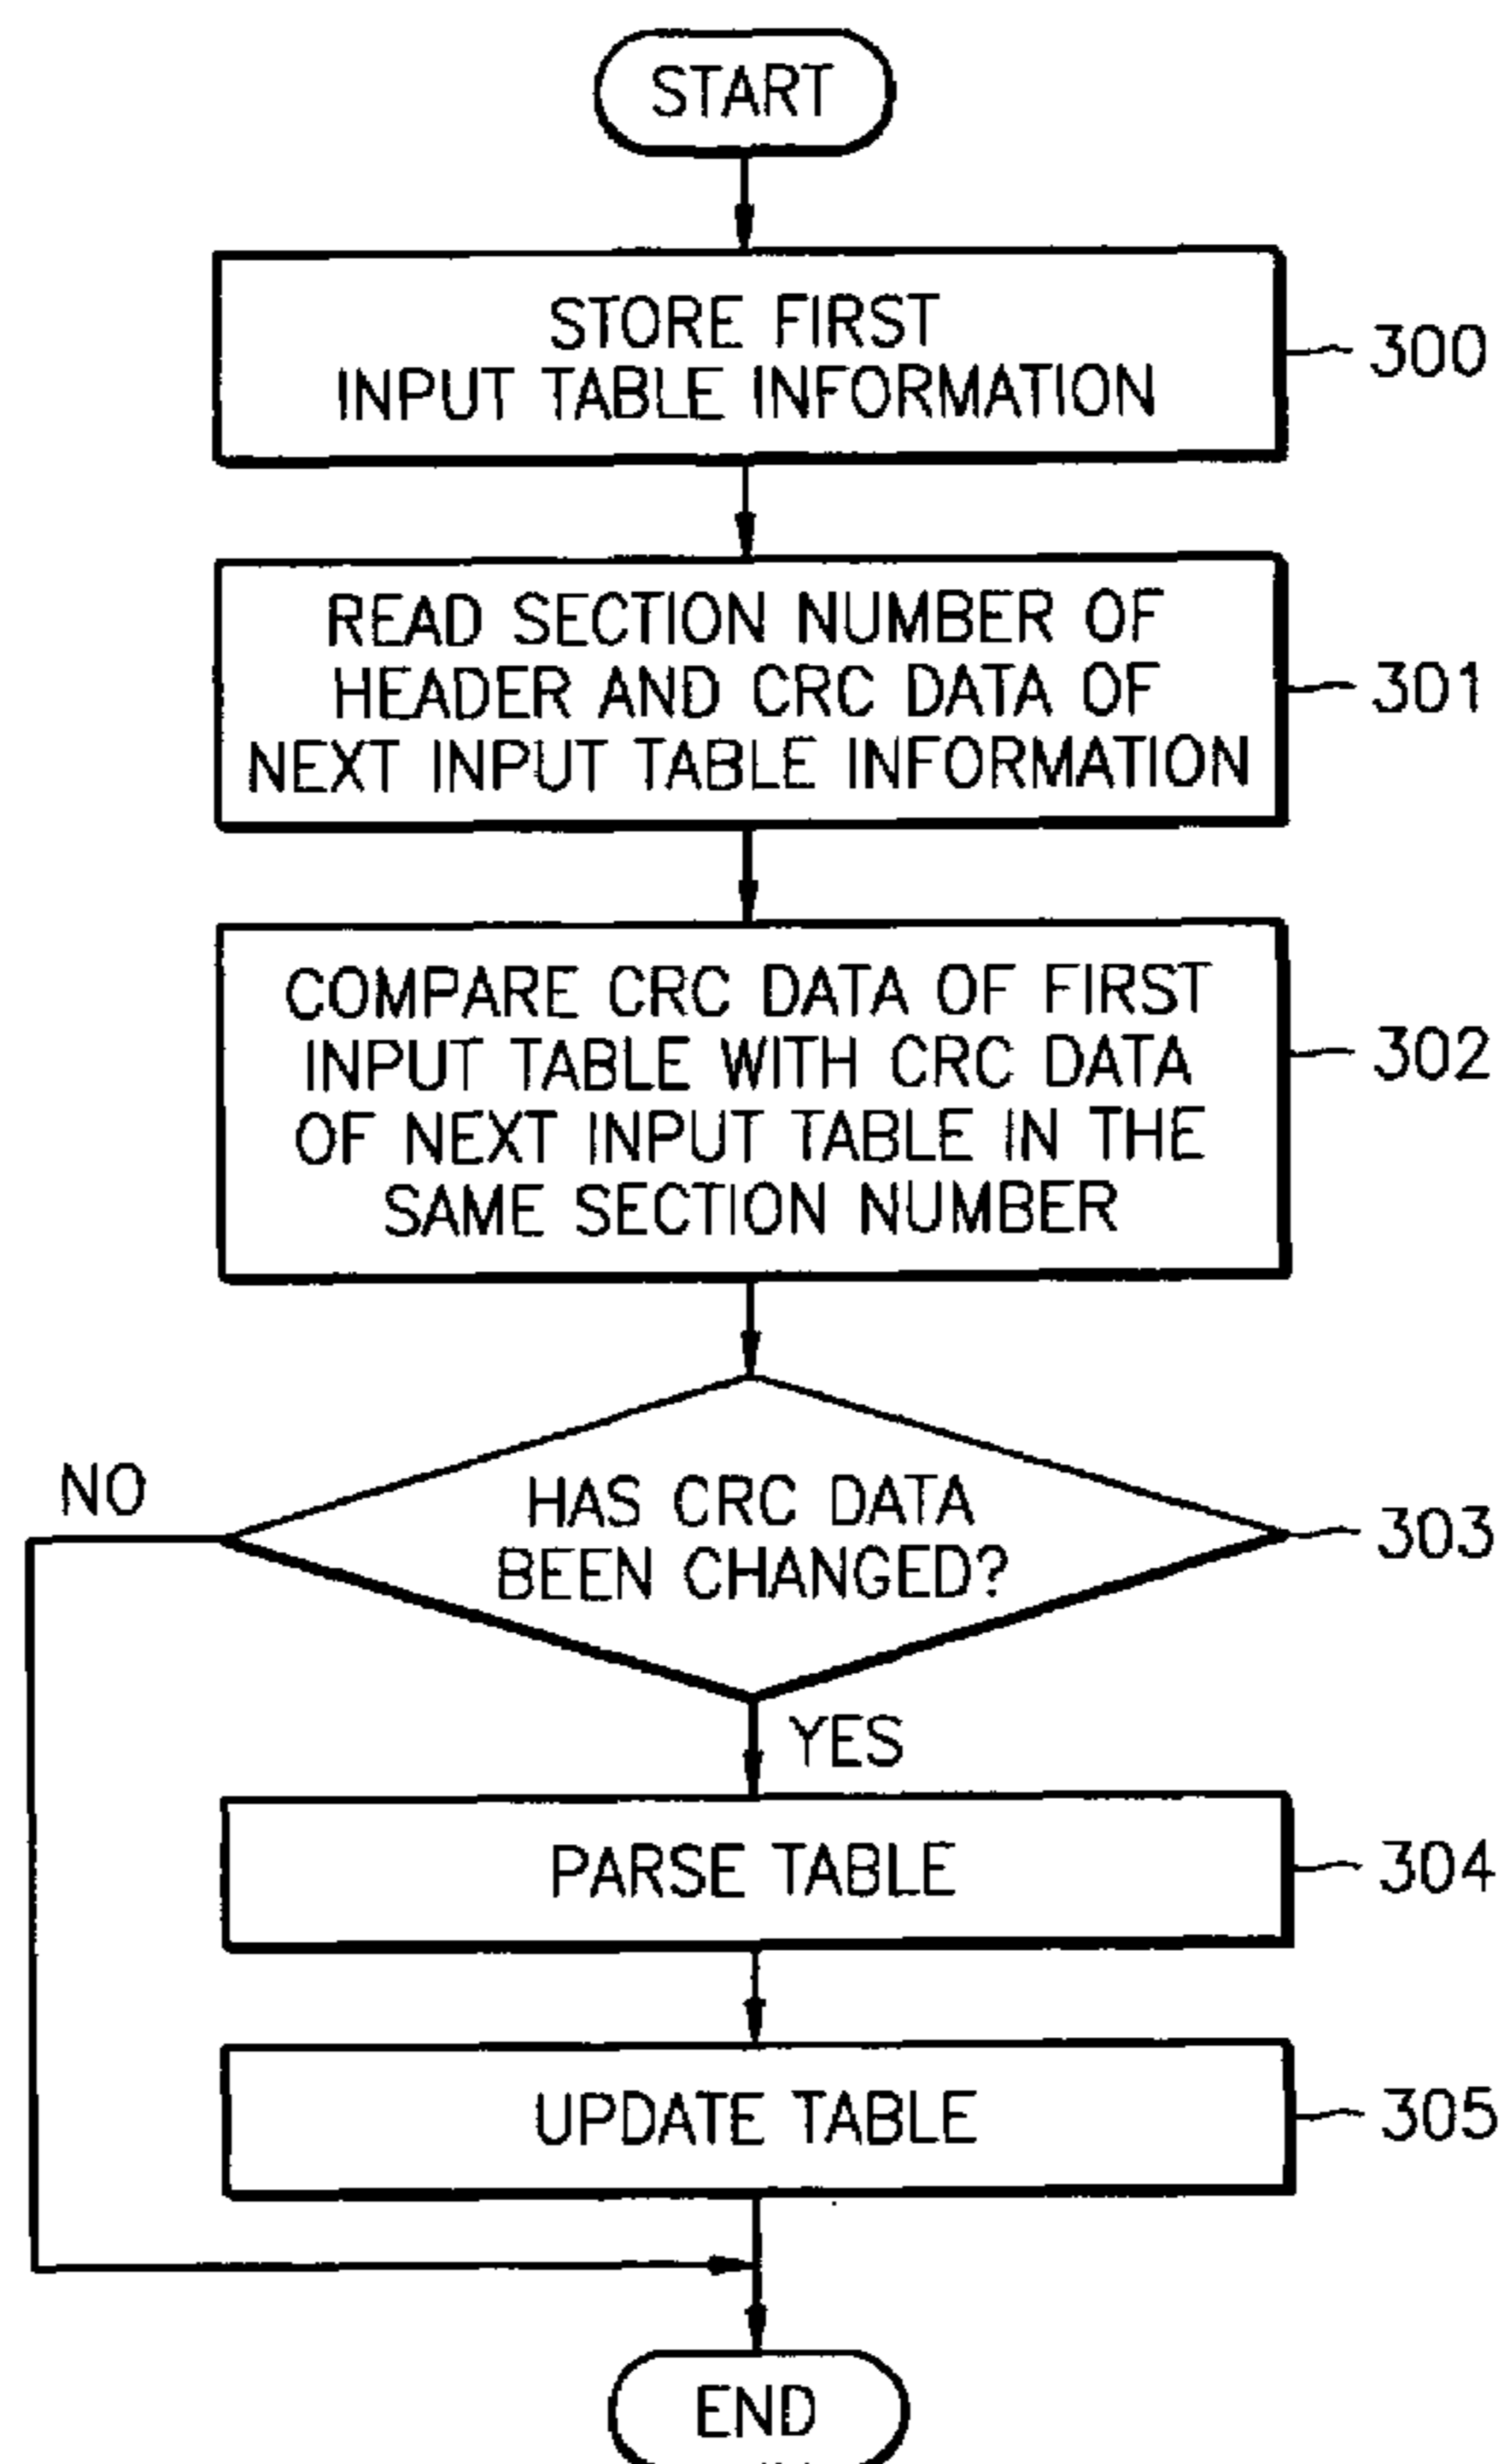 START
STORE FIRST
INPUT TABLE INFORMATION
300
READ SECTION NUMBER OF
HEADER AND CRC DATA OF
NEXT INPUT TABLE INFORMATION
301
COMPARE CRC DATA OF FIRST
INPUT TABLE WITH CRC DATA
OF NEXT INPUT TABLE IN THE
SAME SECTION NUMBER
302
NO
HAS CRC DATA
BEEN CHANGED?
303
YES
PARSE TABLE
304
UPDATE TABLE
305
END